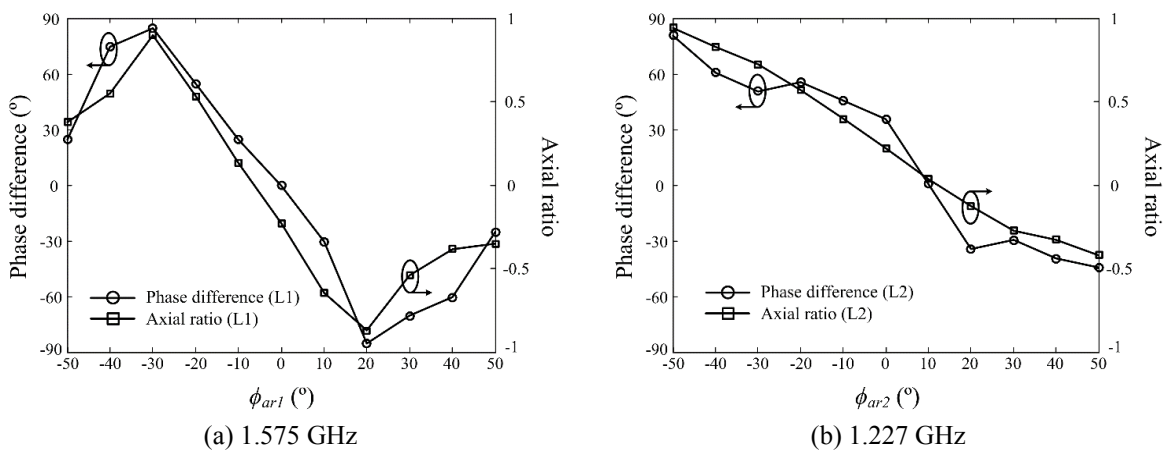 90
60
30
0
-30
-60
-90
Phase difference (º)
1
0.5
0
-0.5
-1
Axial ratio
Phase difference (L1)
Axial ratio (L1)
-50 -40 -30 -20 -10 0 10 20 30 40 50
ϕar1 (º)
(a) 1.575 GHz
90
60
30
0
-30
-60
-90
Phase difference (º)
1
0.5
0
-0.5
-1
Axial ratio
Phase difference (L2)
Axial ratio (L2)
-50 -40 -30 -20 -10 0 10 20 30 40 50
ϕar2 (º)
(b) 1.227 GHz